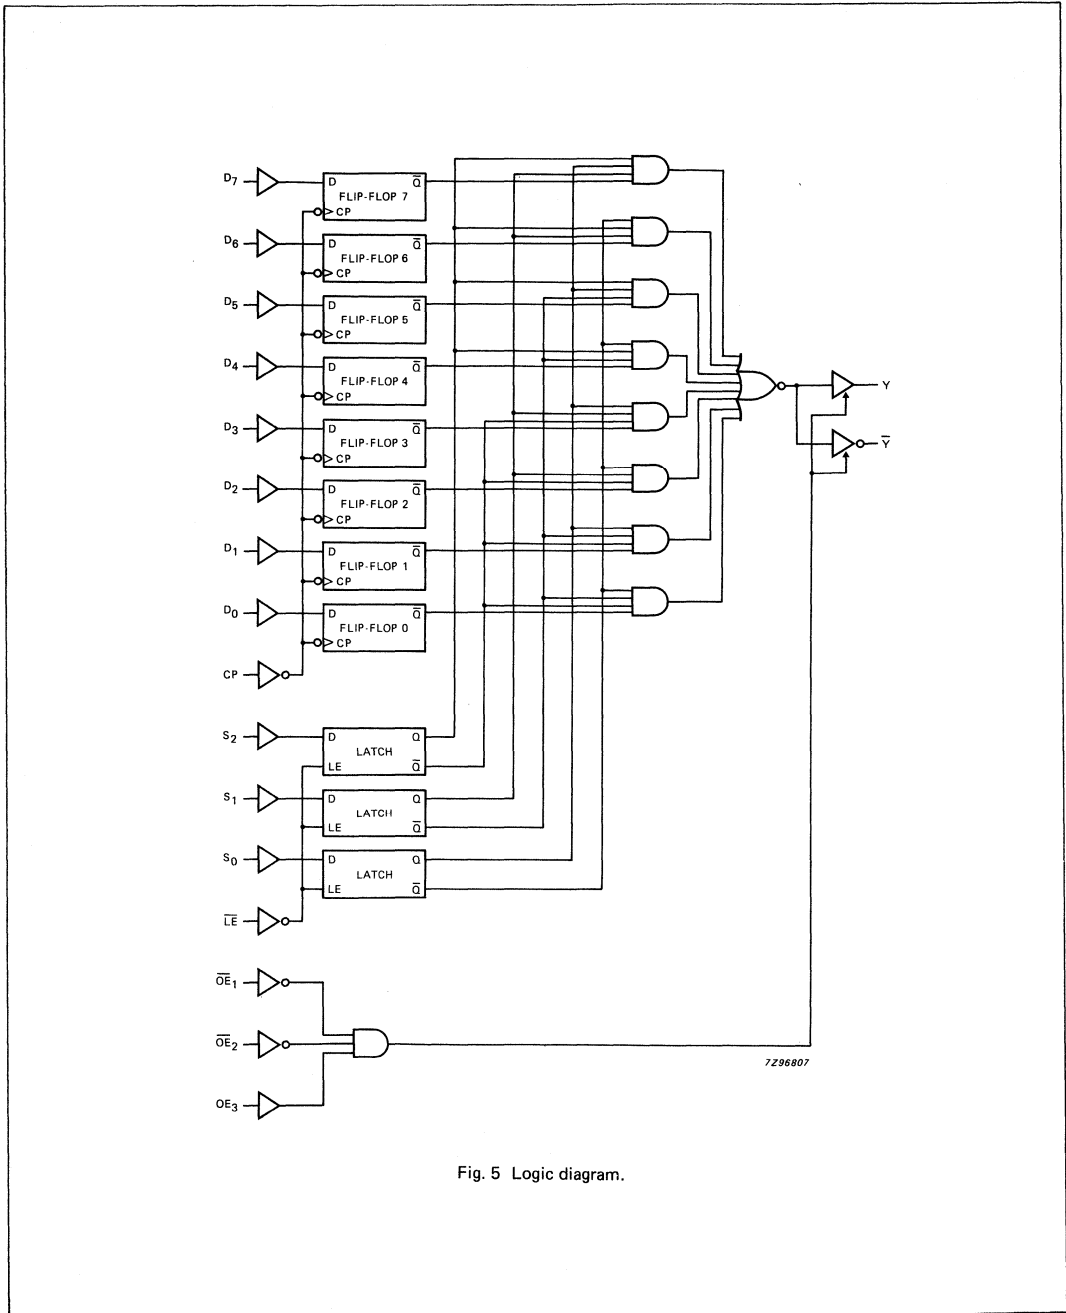 D7
D Q̅
FLIP-FLOP 7
CP
D6
D Q̅
FLIP-FLOP 6
CP
D5
D Q̅
FLIP-FLOP 5
CP
D4
D Q̅
FLIP-FLOP 4
CP
Y
D3
D Q̅
FLIP-FLOP 3
CP
Y̅
D2
D Q̅
FLIP-FLOP 2
CP
D1
D Q̅
FLIP-FLOP 1
CP
D0
D Q̅
FLIP-FLOP 0
CP
CP
S2
D Q
LATCH
LE Q̅
S1
D Q
LATCH
LE Q̅
S0
D Q
LATCH
LE Q̅
L̅E̅
O̅E̅1
O̅E̅2
7Z96807
OE3
Fig. 5 Logic diagram.